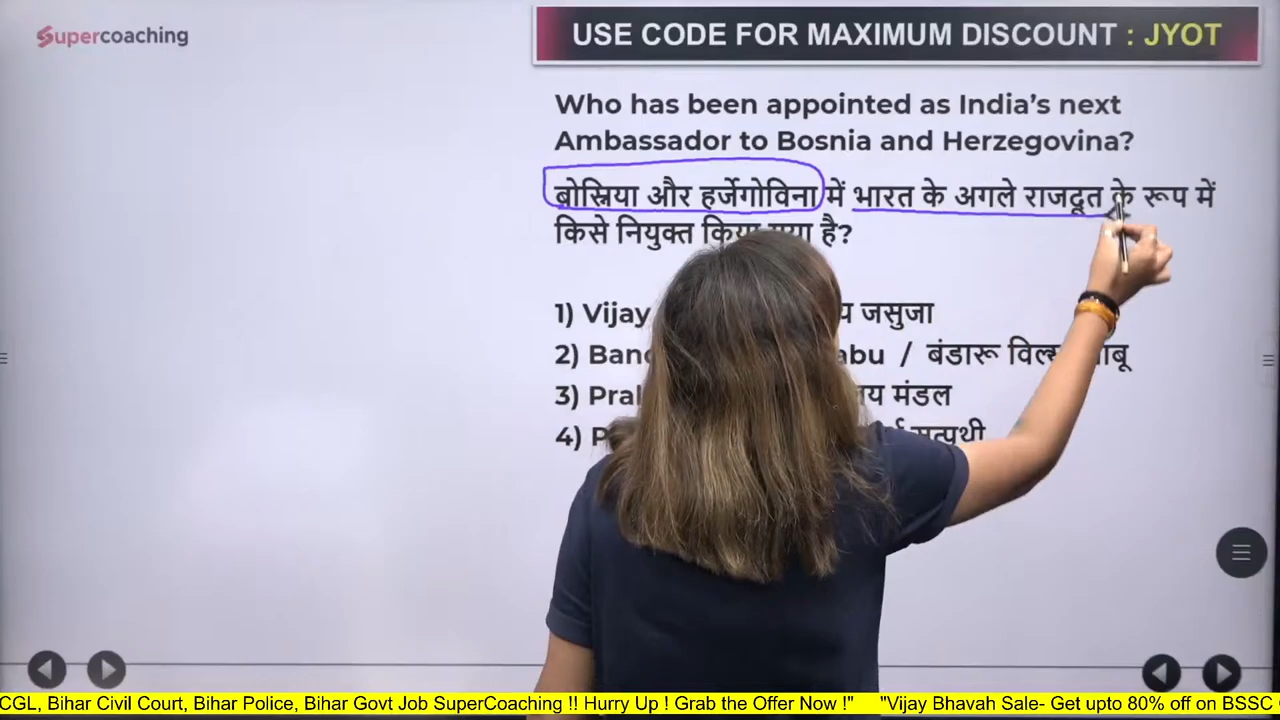 Supercoaching
USE CODE FOR MAXIMUM DISCOUNT : JYOT
Who has been appointed as India's next
Ambassador to Bosnia and Herzegovina?
बोस्निया और हर्जेगोविना में भारत के अगले राजदूत के रूप में
किसे नियुक्त किया गया है?
1) Vijay जसुजा
2) / बंडारू
3) मंडल
4) सत्पथी
CGL, Bihar Civil Court, Bihar Police, Bihar Govt Job SuperCoaching !! Hurry Up ! Grab the Offer Now !" "Vijay Bhavah Sale- Get upto 80% off on BSSC